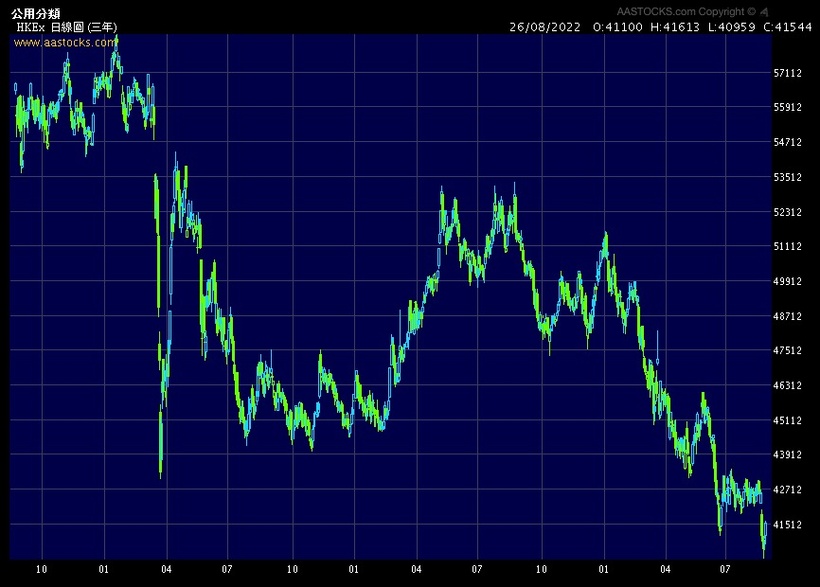 公用分類
HKEx 日線圖 (三年)
26/08/2022 O:41100 H:41613 L:40959 C:41544
AASTOCKS.com Copyright ©
www.aastocks.com
57112
55912
54712
53512
52312
51112
49912
48712
47512
46312
45112
43912
42712
41512
10 01 04 07 10 01 04 07 10 01 04 07